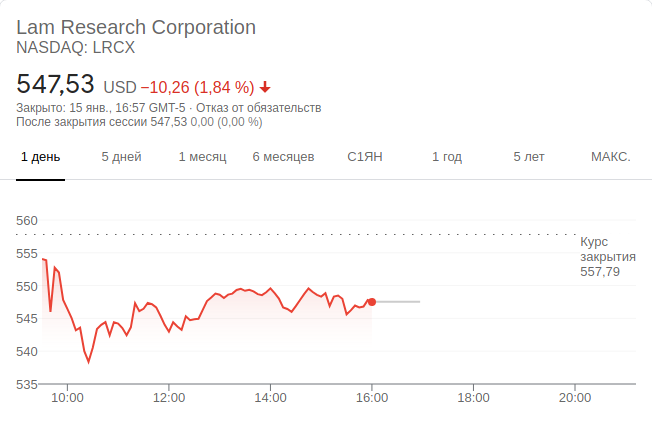 Lam Research Corporation
NASDAQ: LRCX
547,53 USD −10,26 (1,84 %)
Закрыто: 15 янв., 16:57 GMT-5 · Отказ от обязательств
После закрытия сессии 547,53 0,00 (0,00 %)
1 день 5 дней 1 месяц 6 месяцев С1ЯН 1 год 5 лет МАКС.
560
Курс
закрытия
557,79
555
550
545
540
535
10:00 12:00 14:00 16:00 18:00 20:00